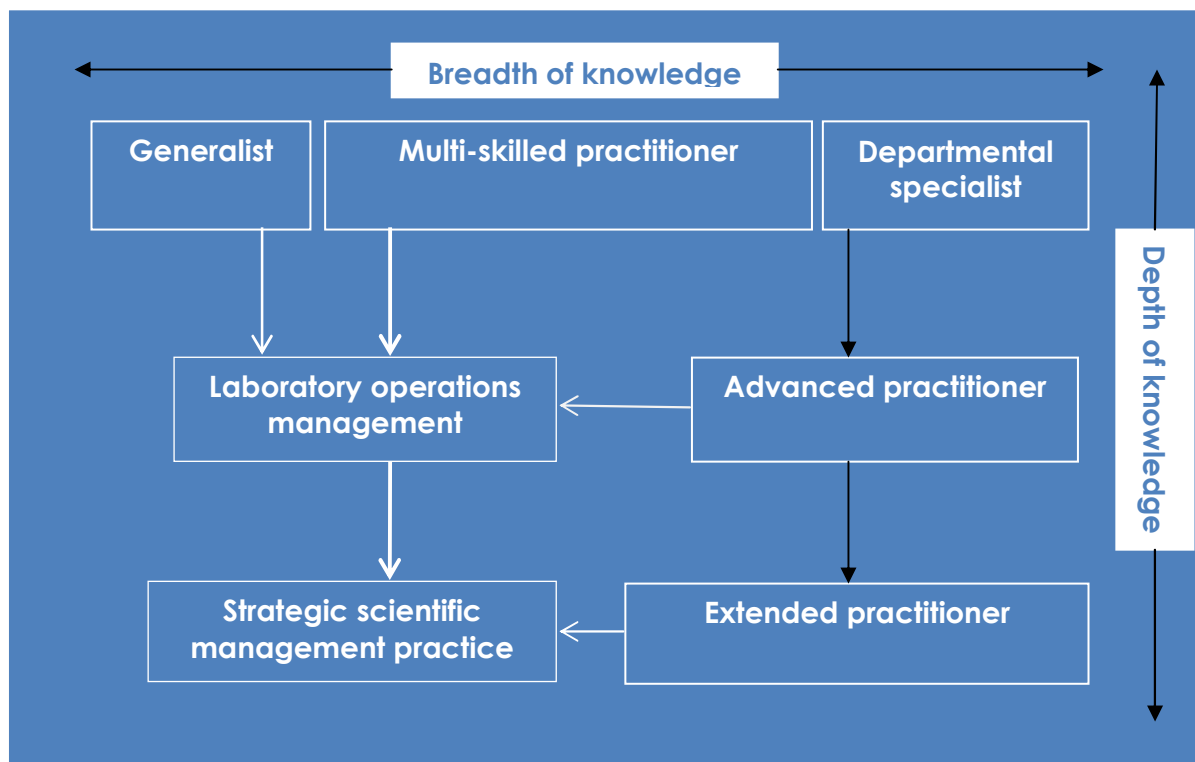 Breadth of knowledge
Generalist
Multi-skilled practitioner
Departmental
specialist
Depth of knowledge
Laboratory operations
management
Advanced practitioner
Strategic scientific
management practice
Extended practitioner